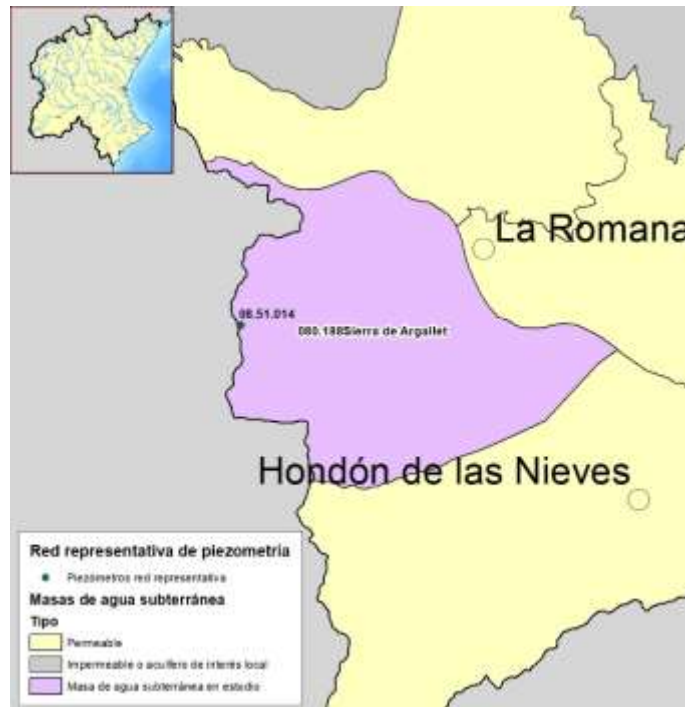 La Romana
08.51.014
080.188Sierra de Argallet
Hondón de las Nieves
Red representativa de piezometría
Piezómetros red representativa
Masas de agua subterránea
Tipo
Permeable
Impermeable o acuífero de interés local
Masa de agua subterránea en estudio